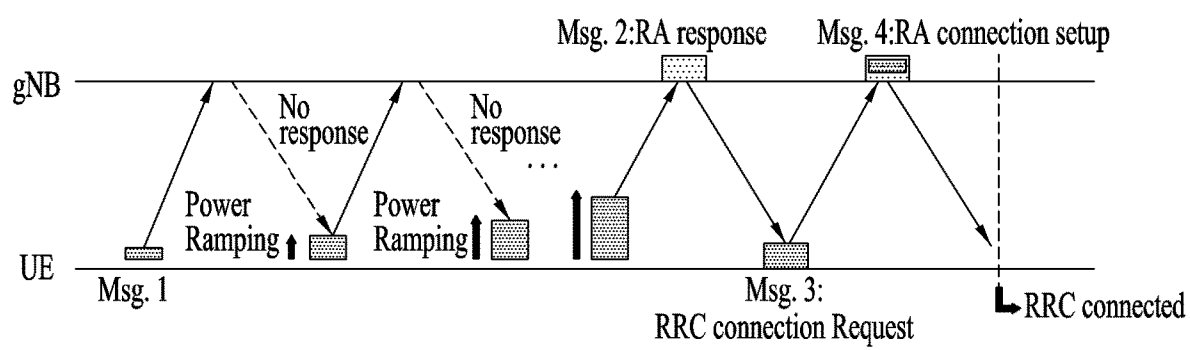 Msg. 2:RA response
Msg. 4:RA connection setup
gNB
No
response
No
response
...
Power
Ramping
Power
Ramping
UE
Msg. 1
Msg. 3:
RRC connection Request
RRC connected